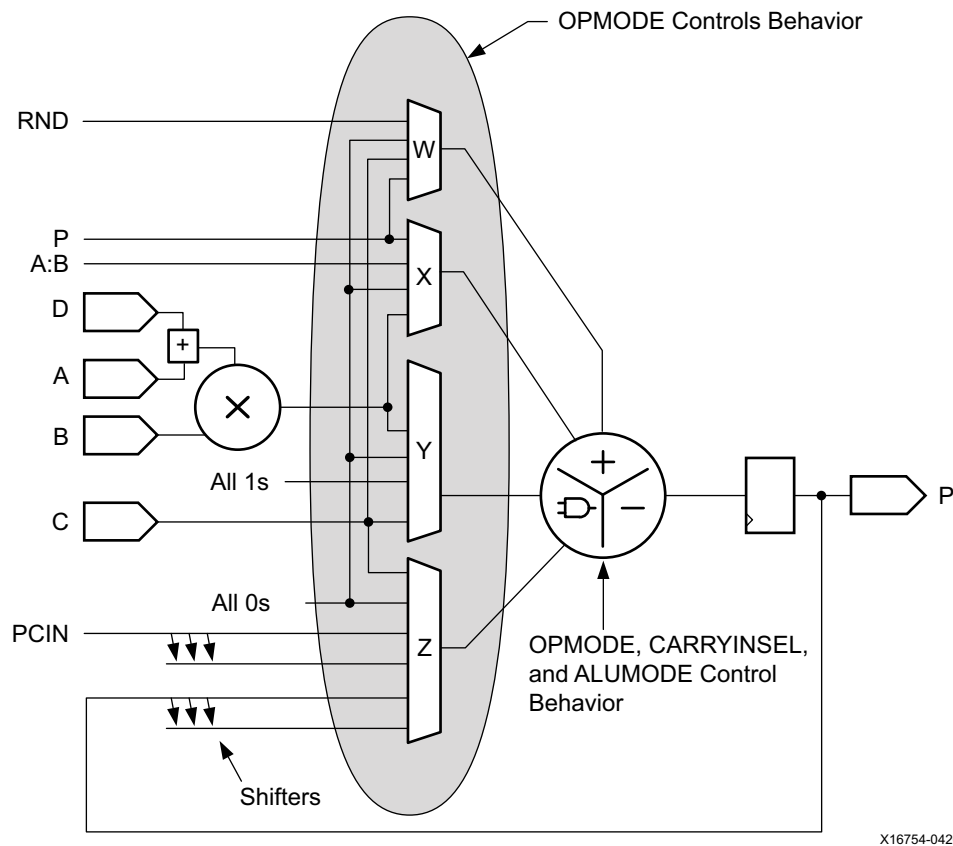 OPMODE Controls Behavior
RND
W
P
A:B
X
D
+
A
×
B
Y
All 1s
+
−
P
C
All 0s
PCIN
Z
OPMODE, CARRYINSEL,
and ALUMODE Control
Behavior
Shifters
X16754-042